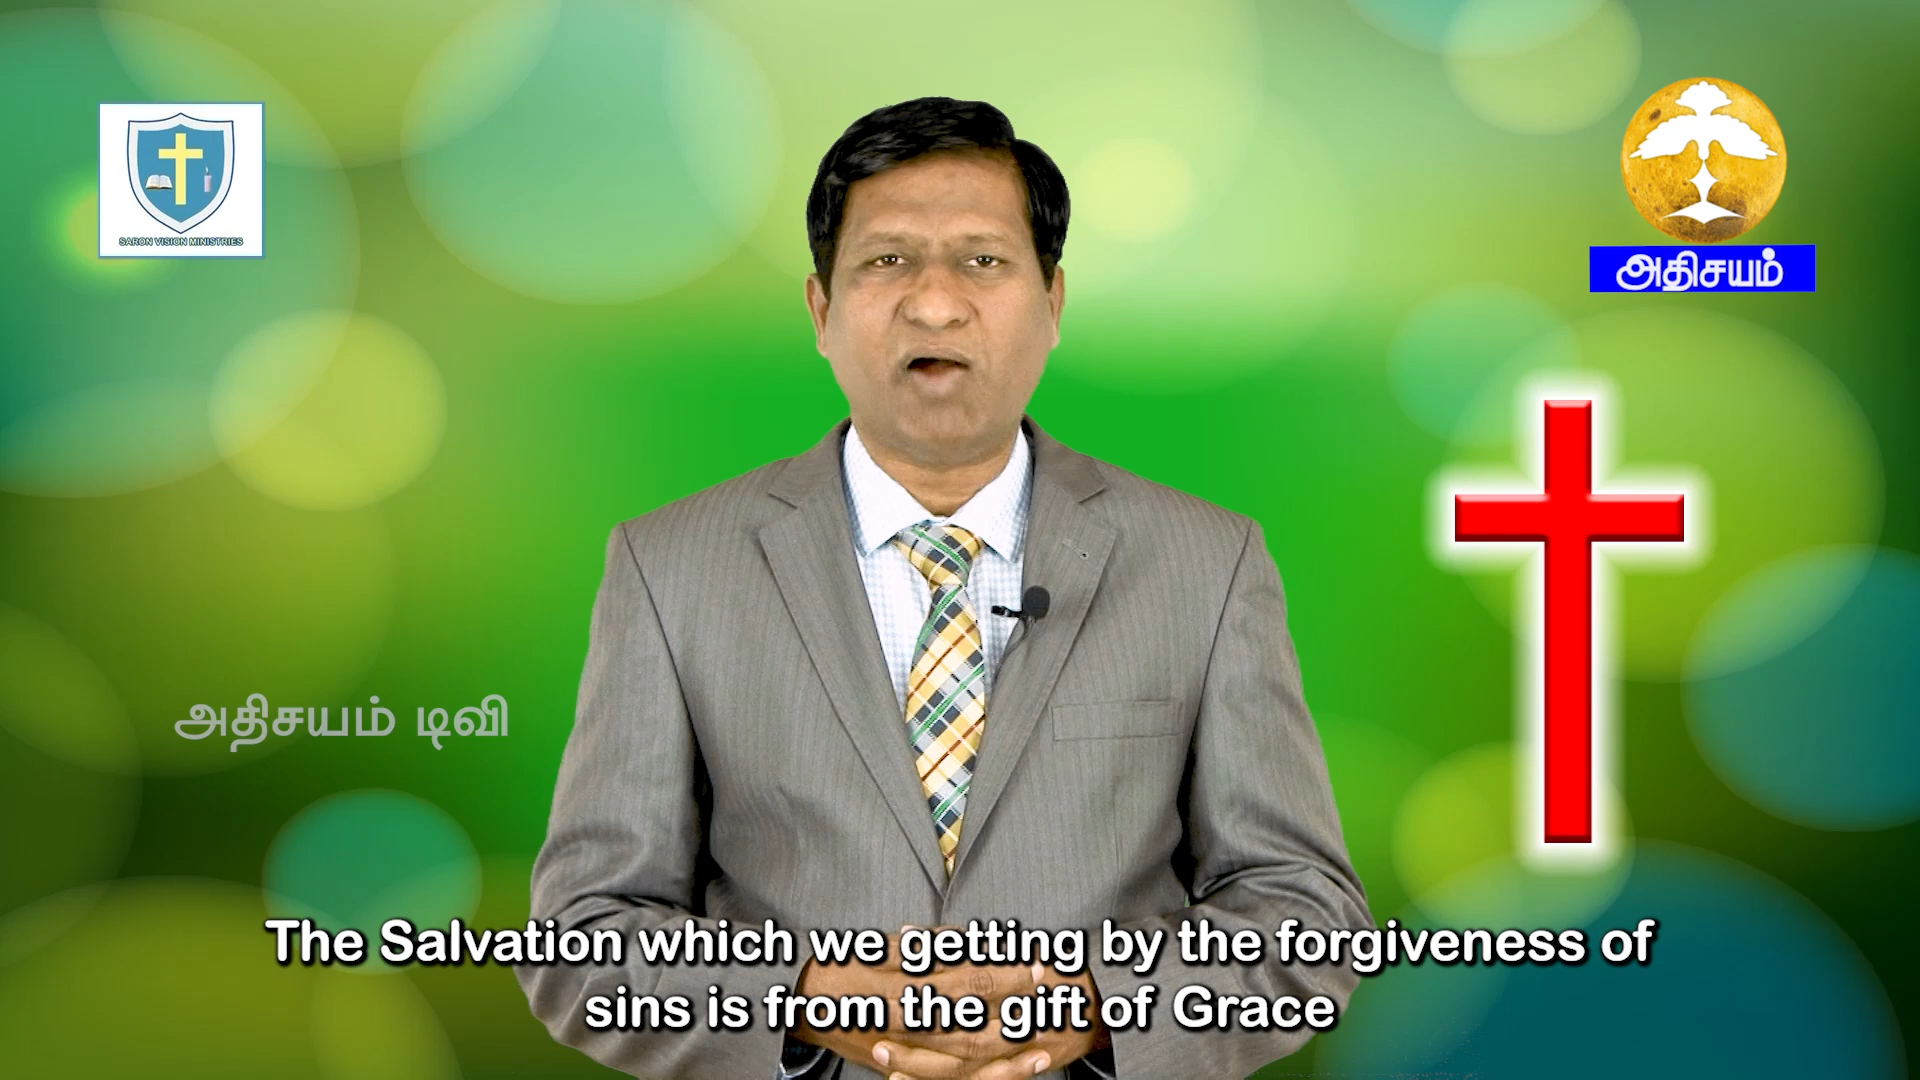 SARON VISION MINISTRIES
அதிசயம்
அதிசயம் டிவி
The Salvation which we getting by the forgiveness of
sins is from the gift of Grace